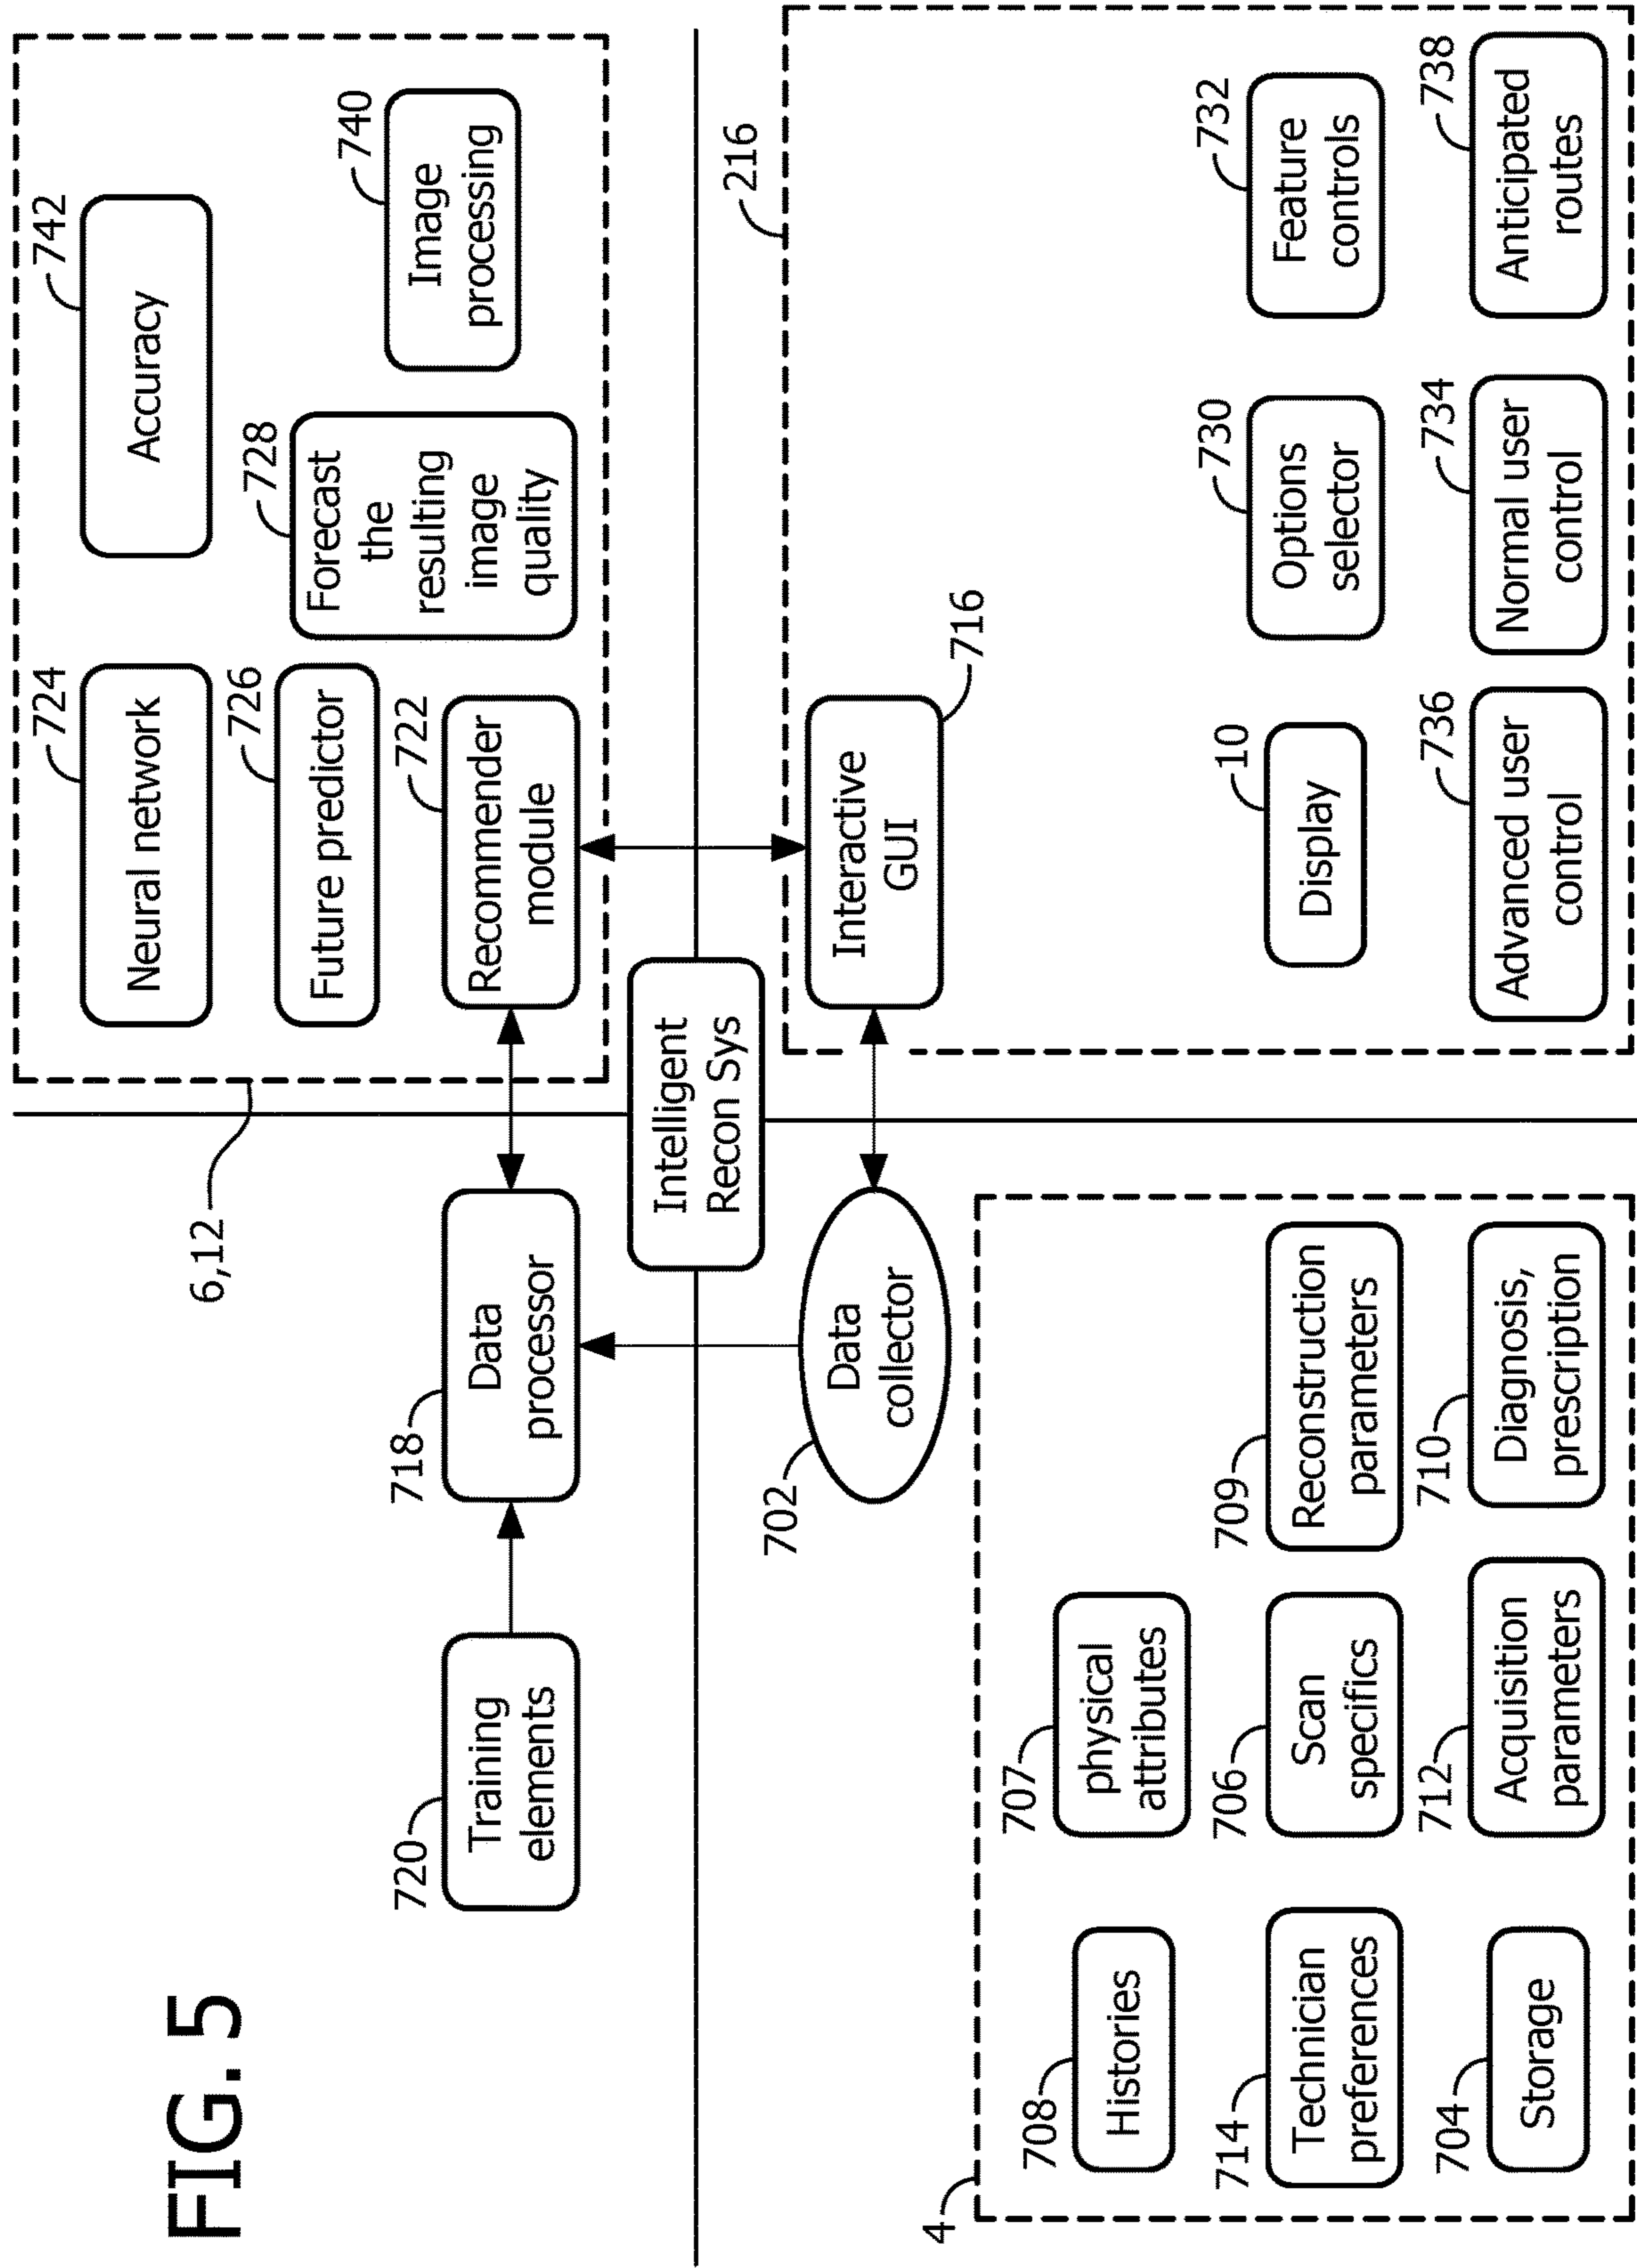 FIG. 5
6,12
724
Neural network
742
Accuracy
726
Future predictor
728
Forecast
the
resulting
image
quality
740
Image
processing
720
Training
elements
718
Data
processor
722
Recommender
module
Intelligent
Recon Sys
702
Data
collector
716
Interactive
GUI
216
4
708
Histories
707
physical
attributes
714
Technician
preferences
706
Scan
specifics
709
Reconstruction
parameters
704
Storage
712
Acquisition
parameters
710
Diagnosis,
prescription
10
Display
730
Options
selector
732
Feature
controls
736
Advanced user
control
734
Normal user
control
738
Anticipated
routes